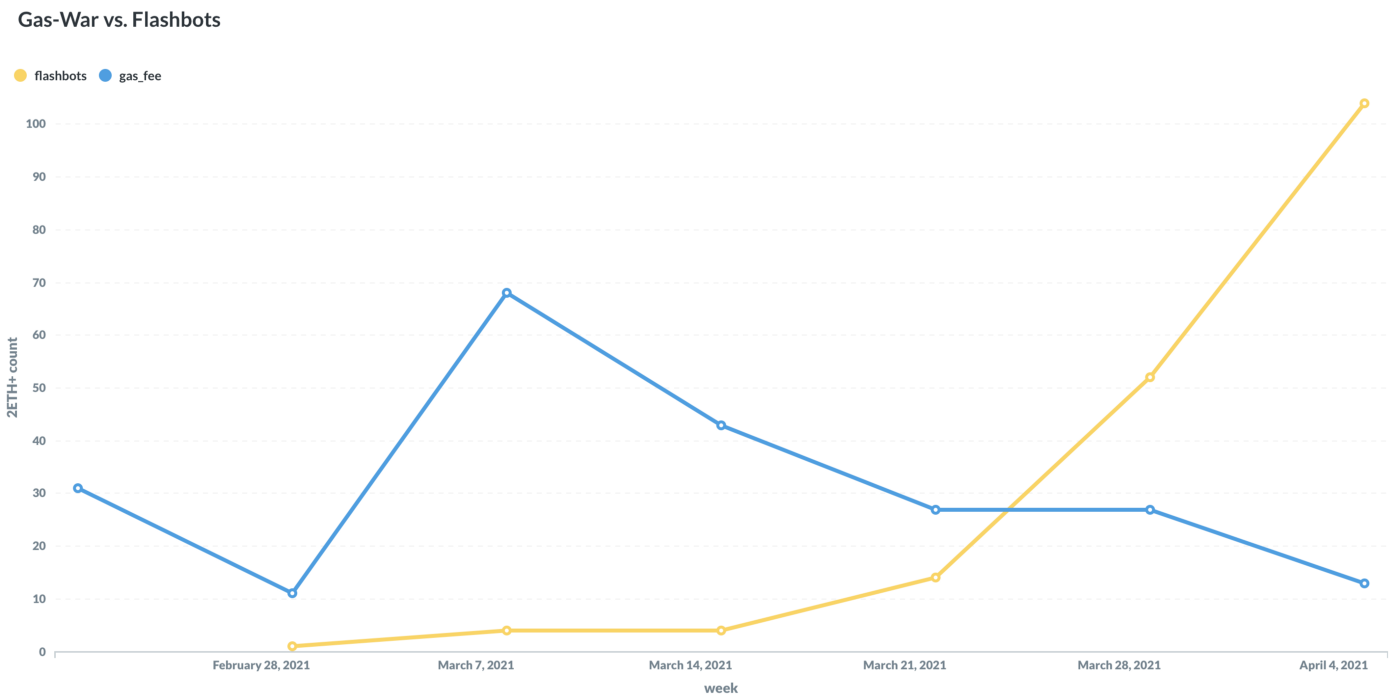 Gas-War vs. Flashbots
flashbots gas_fee
100
90
80
70
60
50
40
30
20
10
0
2ETH+ count
February 28, 2021 March 7, 2021 March 14, 2021 March 21, 2021 March 28, 2021 April 4, 2021
week